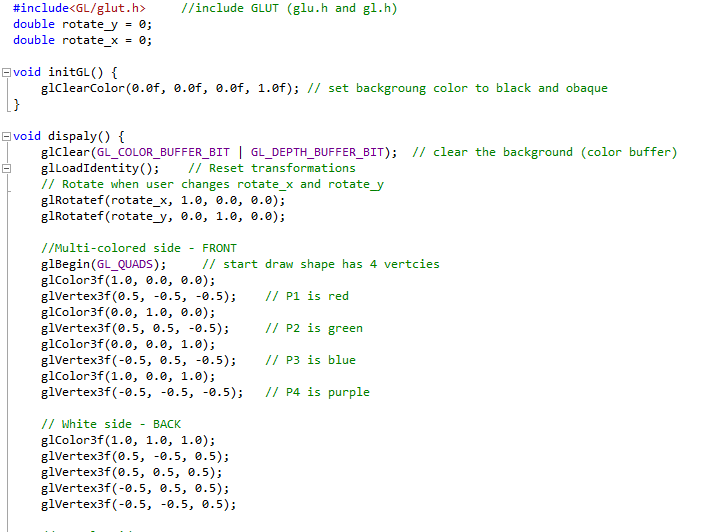 #include<GL/glut.h>     //include GLUT (glu.h and gl.h)
double rotate_y = 0;
double rotate_x = 0;
void initGL() {
glClearColor(0.0f, 0.0f, 0.0f, 1.0f); // set backgroung color to black and obaque
}
void dispaly() {
glClear(GL_COLOR_BUFFER_BIT | GL_DEPTH_BUFFER_BIT);  // clear the background (color buffer)
glLoadIdentity();    // Reset transformations
// Rotate when user changes rotate_x and rotate_y
glRotatef(rotate_x, 1.0, 0.0, 0.0);
glRotatef(rotate_y, 0.0, 1.0, 0.0);
//Multi-colored side - FRONT
glBegin(GL_QUADS);     // start draw shape has 4 vertcies
glColor3f(1.0, 0.0, 0.0);
glVertex3f(0.5, -0.5, -0.5);    // P1 is red
glColor3f(0.0, 1.0, 0.0);
glVertex3f(0.5, 0.5, -0.5);     // P2 is green
glColor3f(0.0, 0.0, 1.0);
glVertex3f(-0.5, 0.5, -0.5);    // P3 is blue
glColor3f(1.0, 0.0, 1.0);
glVertex3f(-0.5, -0.5, -0.5);   // P4 is purple
// White side - BACK
glColor3f(1.0, 1.0, 1.0);
glVertex3f(0.5, -0.5, 0.5);
glVertex3f(0.5, 0.5, 0.5);
glVertex3f(-0.5, 0.5, 0.5);
glVertex3f(-0.5, -0.5, 0.5);